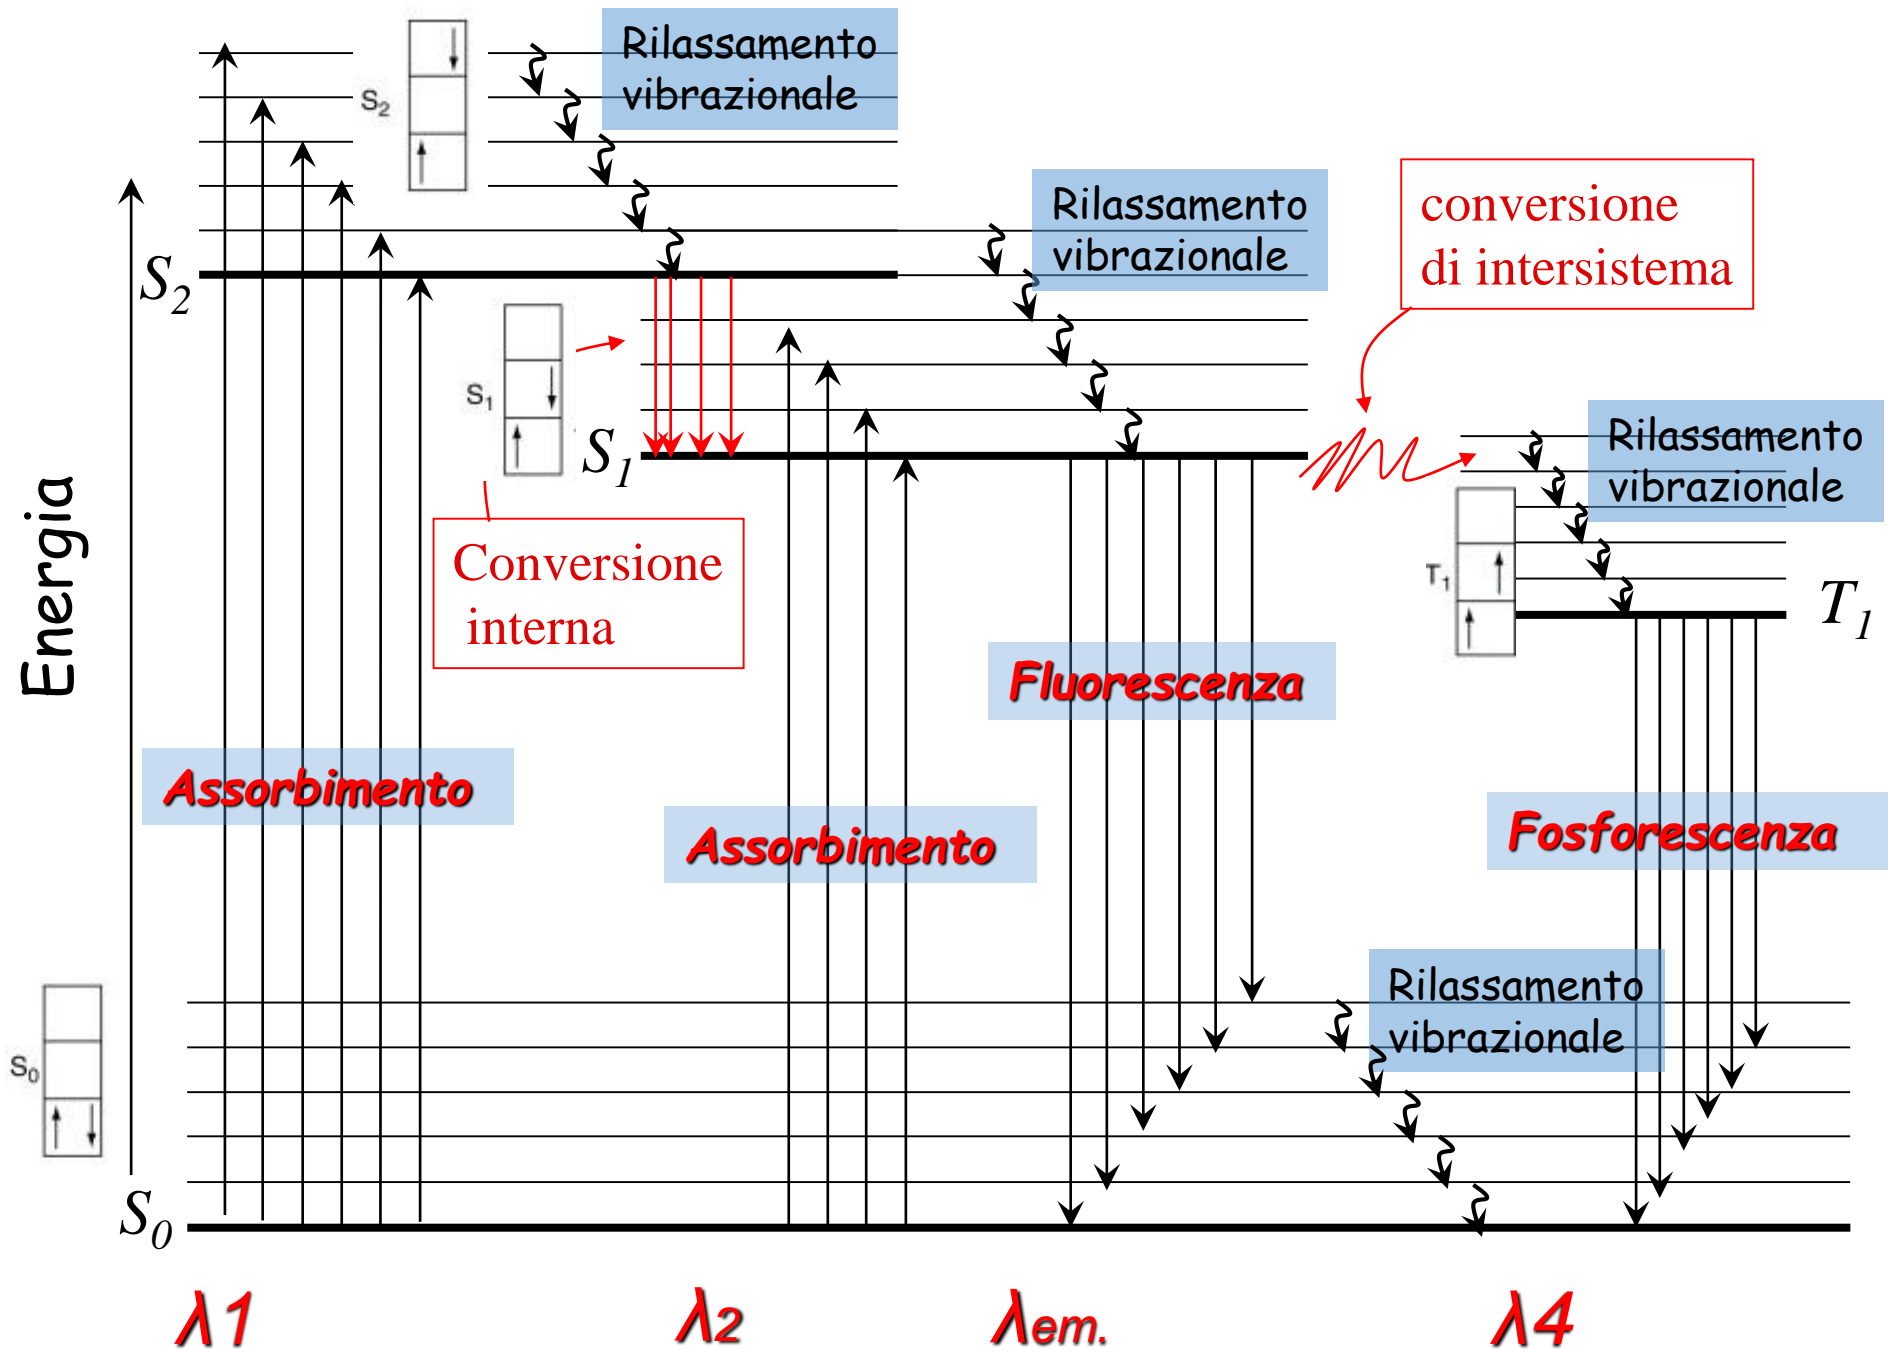 Rilassamento
vibrazionale
S2
Rilassamento
vibrazionale
conversione
di intersistema
S2
S1
S1
Rilassamento
vibrazionale
Conversione
interna
T1
T1
Energia
Fluorescenza
Assorbimento
Assorbimento
Fosforescenza
Rilassamento
vibrazionale
S0
S0
λ1
λ2
λem.
λ4